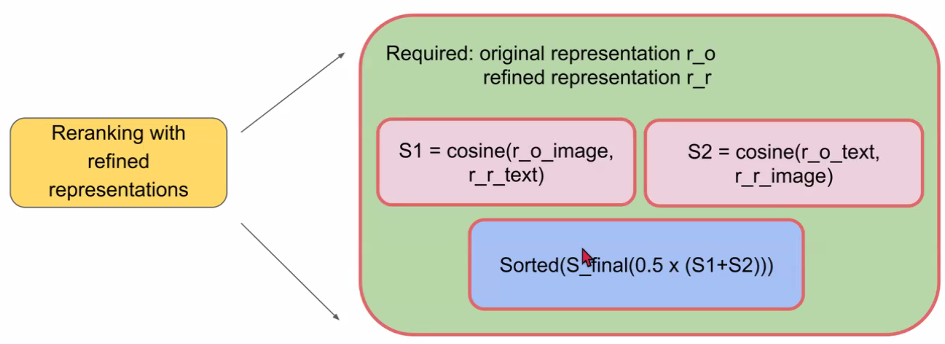 Required: original representation r_o
refined representation r_r
Reranking with
refined
representations
S1 = cosine(r_o_image,
r_r_text)
S2 = cosine(r_o_text,
r_r_image)
Sorted(S_final(0.5 x (S1+S2)))